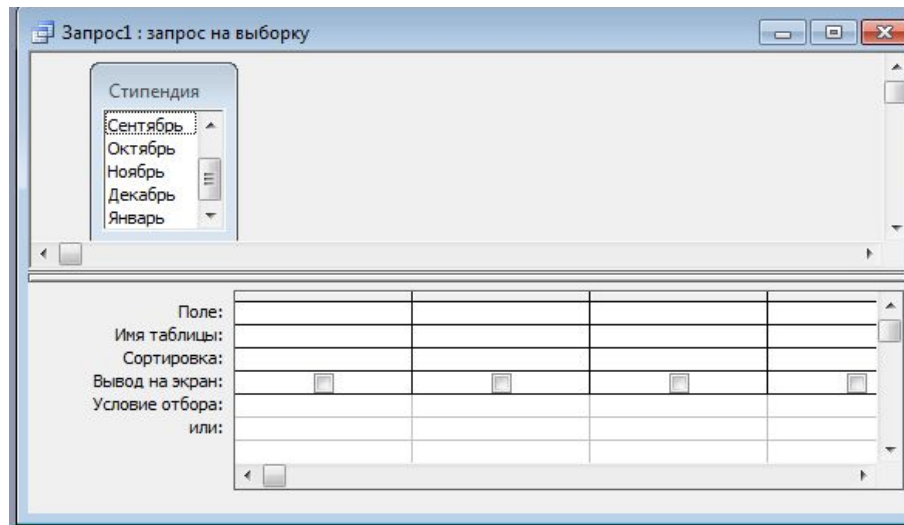 Запрос1 : запрос на выборку
Стипендия
Сентябрь
Октябрь
Ноябрь
Декабрь
Январь
Поле:
Имя таблицы:
Сортировка:
Вывод на экран:
Условие отбора:
или: